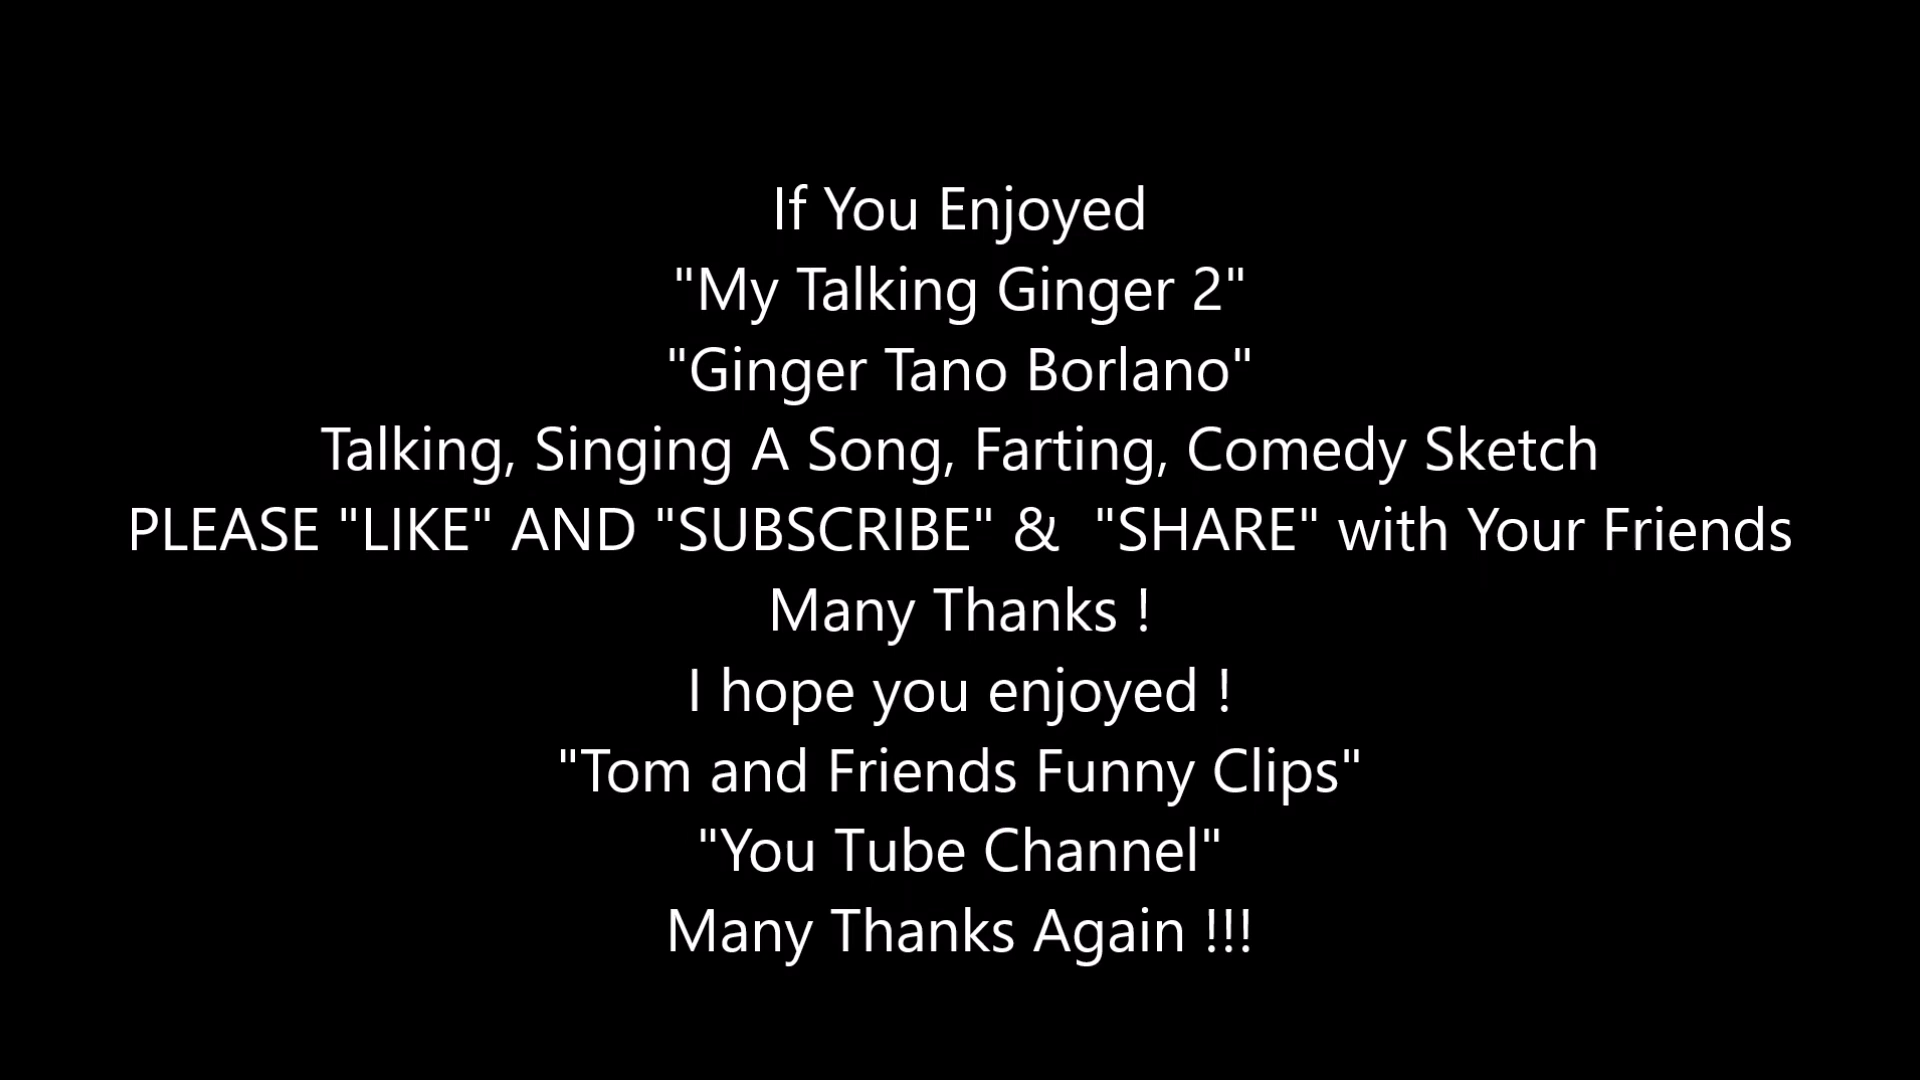 If You Enjoyed
"My Talking Ginger 2"
"Ginger Tano Borlano"
Talking, Singing A Song, Farting, Comedy Sketch
PLEASE "LIKE" AND "SUBSCRIBE" &  "SHARE" with Your Friends
Many Thanks !
I hope you enjoyed !
"Tom and Friends Funny Clips"
"You Tube Channel"
Many Thanks Again !!!